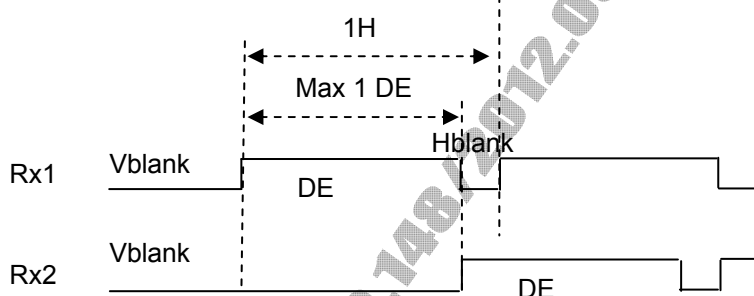 1H
Max 1 DE
Hblank
Rx1 Vblank DE
Rx2 Vblank DE